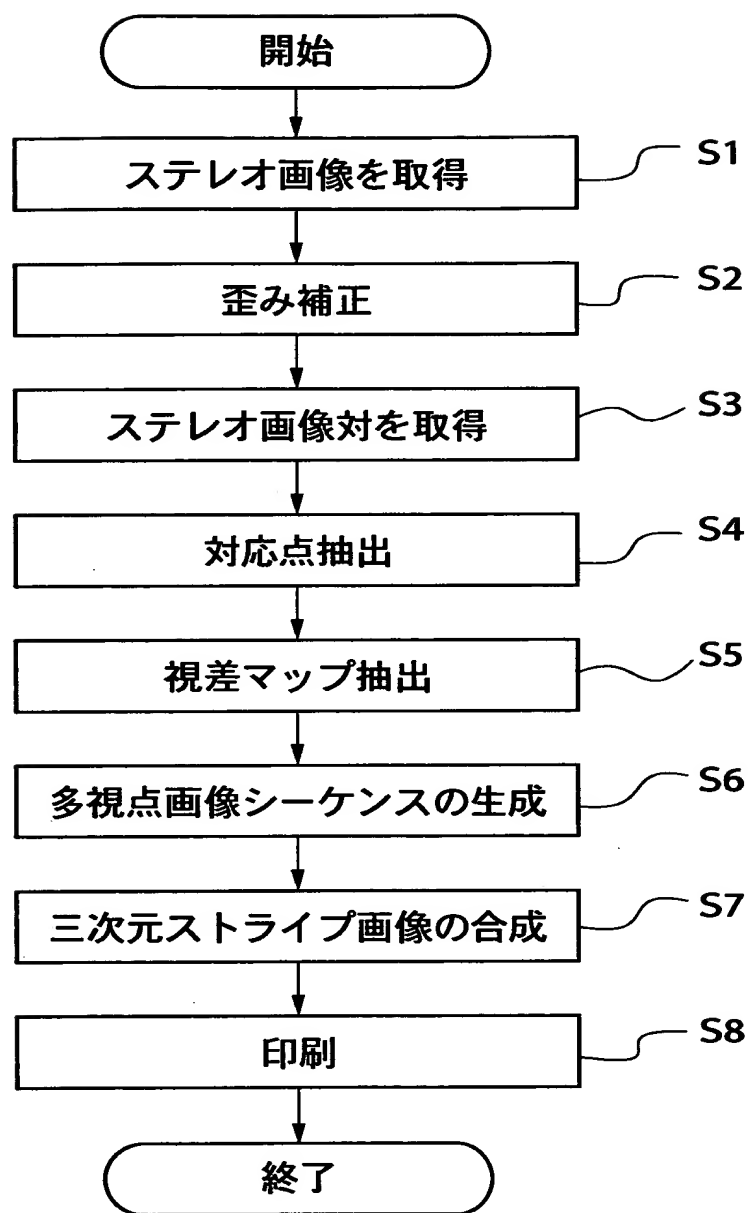 開始
ステレオ画像を取得
S1
歪み補正
S2
ステレオ画像対を取得
S3
対応点抽出
S4
視差マップ抽出
S5
多視点画像シーケンスの生成
S6
三次元ストライプ画像の合成
S7
印刷
S8
終了